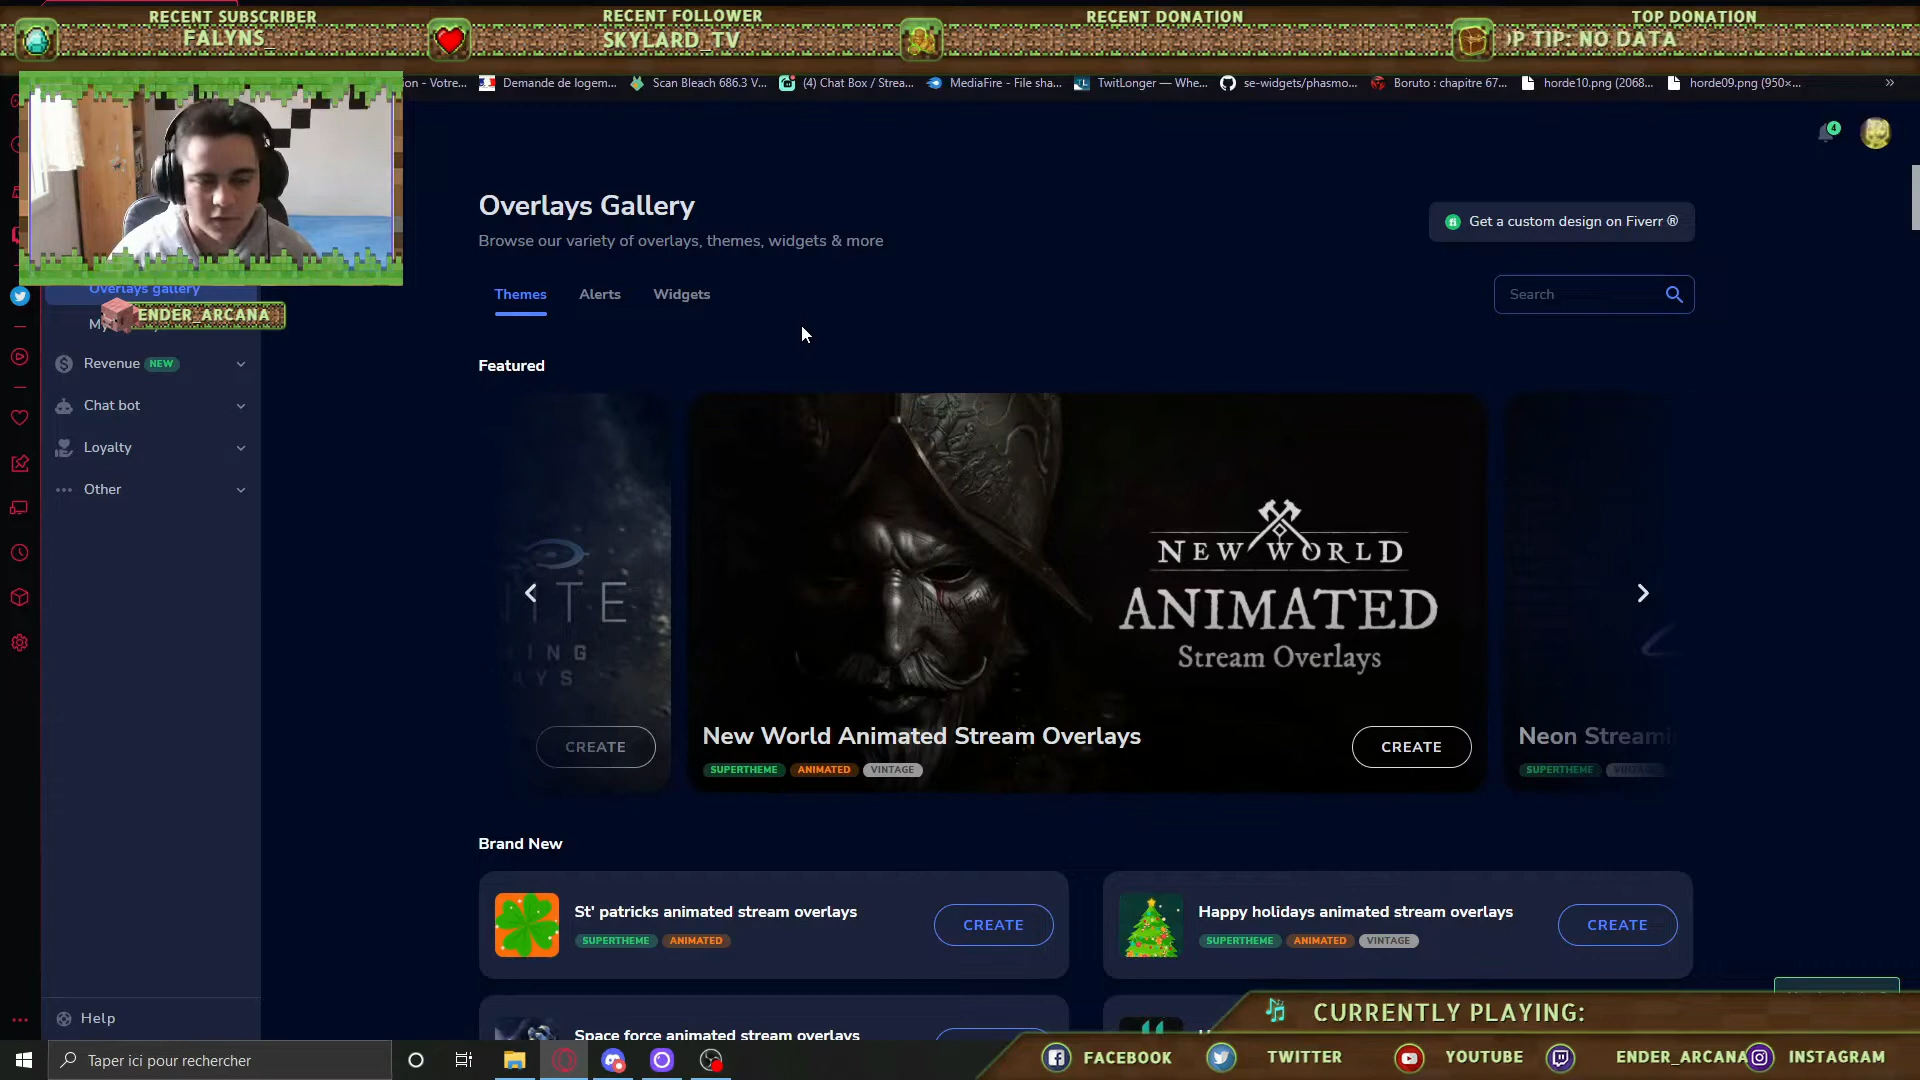 RECENT SUBSCRIBER
FALYNS_
RECENT FOLLOWER
SKYLARD_TV
RECENT DONATION
TOP DONATION
TIP: NO DATA
on - Votre...
Demande de logem...
Scan Bleach 686.3 V...
(4) Chat Box / Strea...
MediaFire - File sha...
TwitLonger — Whe...
se-widgets/phasmo...
Boruto : chapitre 67...
horde10.png (2068...
horde09.png (950×...
»
4
Overlays Gallery
Browse our variety of overlays, themes, widgets & more
fi Get a custom design on Fiverr ®
Themes
Alerts
Widgets
Search
Overlays gallery
My
ENDER_ARCANA
Revenue NEW
Chat bot
Loyalty
Other
Help
Featured
NEW WORLD
ANIMATED
Stream Overlays
New World Animated Stream Overlays
SUPERTHEME ANIMATED VINTAGE
CREATE
CREATE
Neon Streami
SUPERTHEME VINTAGE
Brand New
St' patricks animated stream overlays
SUPERTHEME ANIMATED
CREATE
Happy holidays animated stream overlays
SUPERTHEME ANIMATED VINTAGE
CREATE
Space force animated stream overlays
CURRENTLY PLAYING:
Taper ici pour rechercher
FACEBOOK
TWITTER
YOUTUBE
ENDER_ARCANA
INSTAGRAM